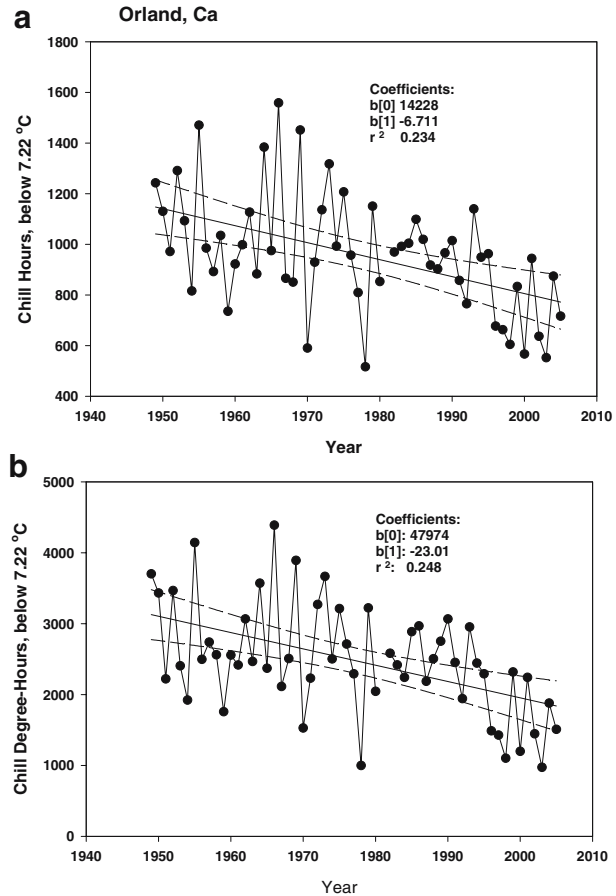 a Orland, Ca
1800
1600
1400
1200
1000
800
600
400
Chill Hours, below 7.22 °C
Coefficients:
b[0] 14228
b[1] -6.711
r ² 0.234
1940 1950 1960 1970 1980 1990 2000 2010
Year
b
5000
4000
3000
2000
1000
0
Chill Degree-Hours, below 7.22 °C
Coefficients:
b[0]: 47974
b[1]: -23.01
r ²: 0.248
1940 1950 1960 1970 1980 1990 2000 2010
Year